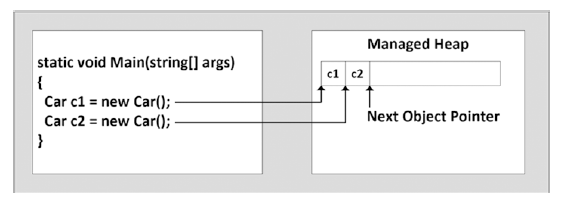 static void Main(string[] args)
{
Car c1 = new Car();
Car c2 = new Car();
}
Managed Heap
c1 c2
Next Object Pointer